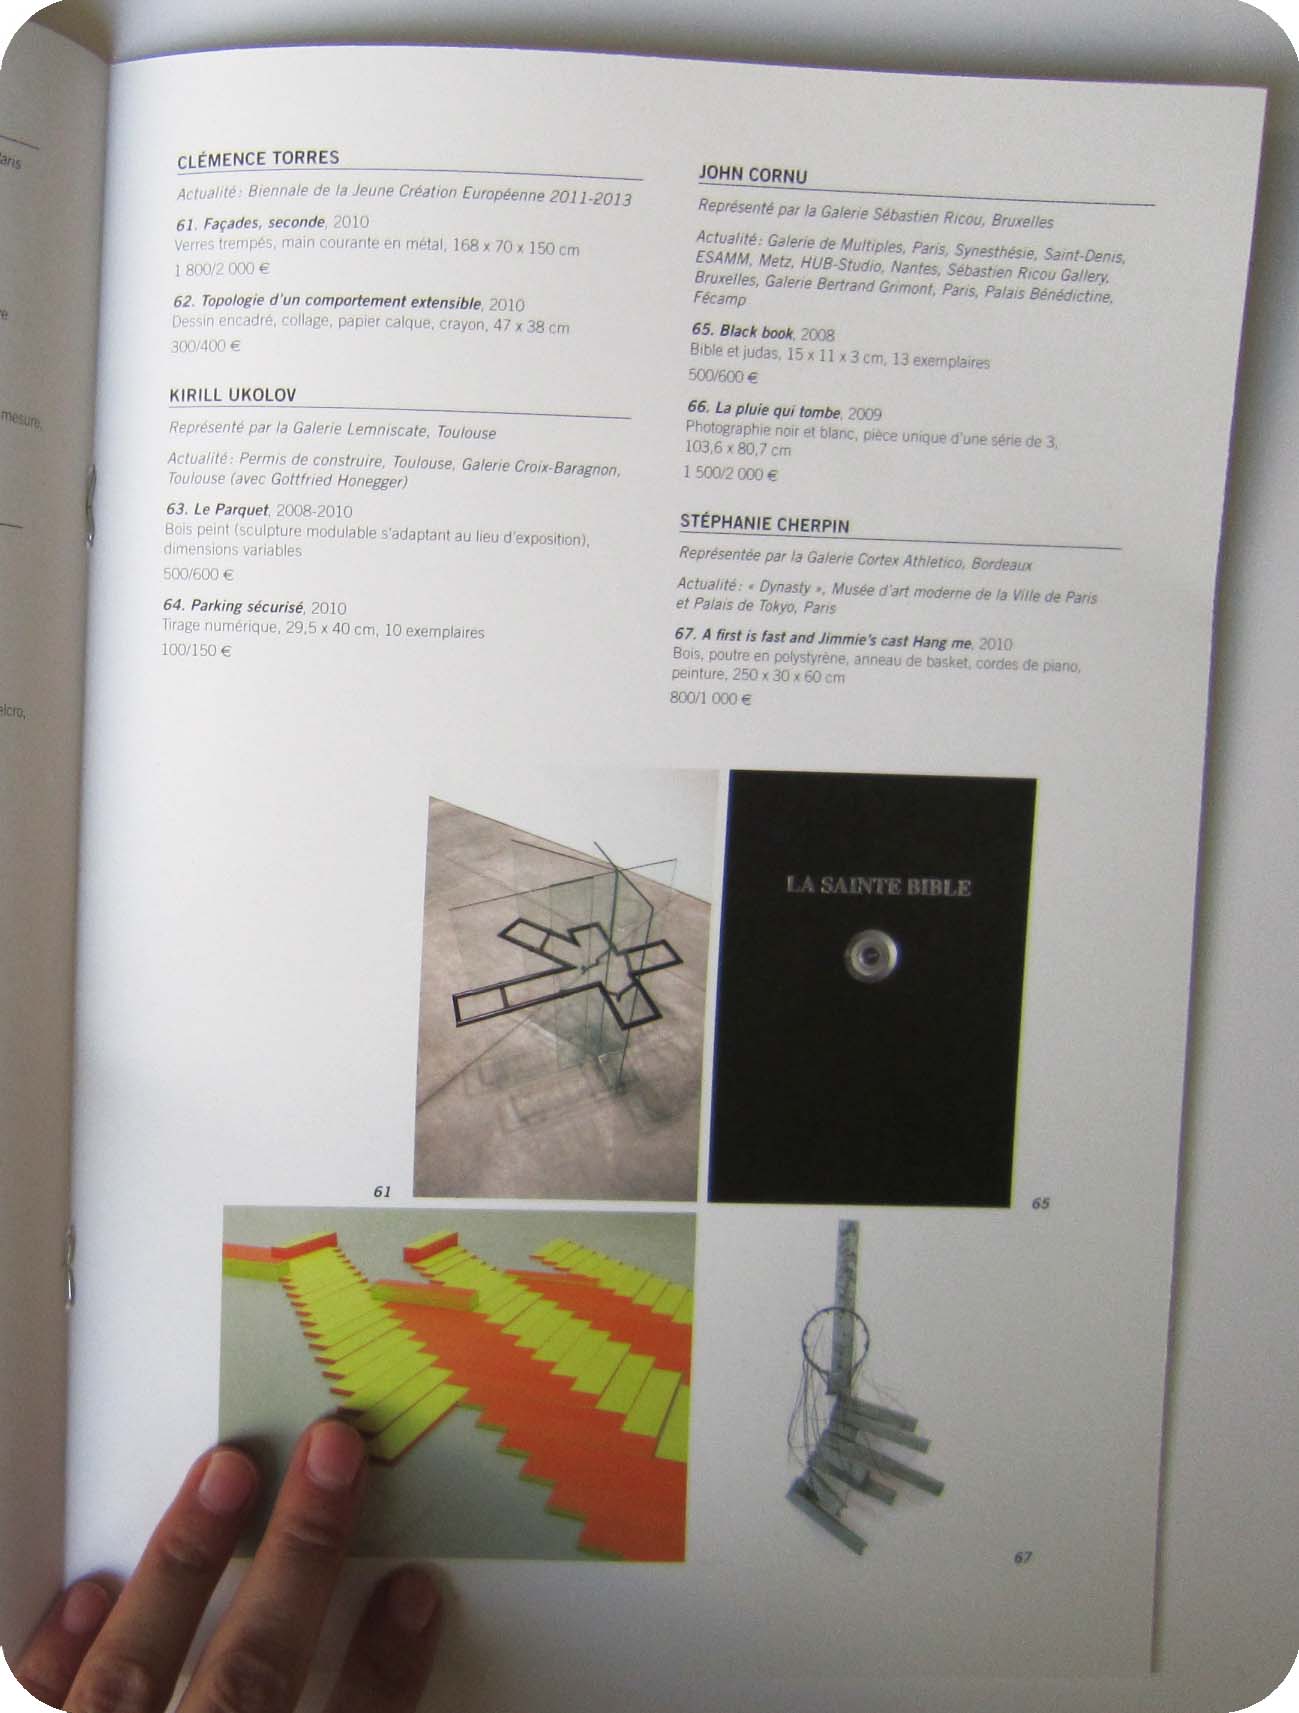 aris
mesure,
elcro,
CLÉMENCE TORRES
Actualité : Biennale de la Jeune Création Européenne 2011-2013
61. Façades, seconde, 2010
Verres trempés, main courante en métal, 168 x 70 x 150 cm
1 800/2 000 €
62. Topologie d'un comportement extensible, 2010
Dessin encadré, collage, papier calque, crayon, 47 x 38 cm
300/400 €
KIRILL UKOLOV
Représenté par la Galerie Lemniscate, Toulouse
Actualité : Permis de construire, Toulouse, Galerie Croix-Baragnon,
Toulouse (avec Gottfried Honegger)
63. Le Parquet, 2008-2010
Bois peint (sculpture modulable s'adaptant au lieu d'exposition),
dimensions variables
500/600 €
64. Parking sécurisé, 2010
Tirage numérique, 29,5 x 40 cm, 10 exemplaires
100/150 €
JOHN CORNU
Représenté par la Galerie Sébastien Ricou, Bruxelles
Actualité : Galerie de Multiples, Paris, Synesthésie, Saint-Denis,
ESAMM, Metz, HUB-Studio, Nantes, Sébastien Ricou Gallery,
Bruxelles, Galerie Bertrand Grimont, Paris, Palais Bénédictine,
Fécamp
65. Black book, 2008
Bible et judas, 15 x 11 x 3 cm, 13 exemplaires
500/600 €
66. La pluie qui tombe, 2009
Photographie noir et blanc, pièce unique d'une série de 3,
103,6 x 80,7 cm
1 500/2 000 €
STÉPHANIE CHERPIN
Représentée par la Galerie Cortex Athletico, Bordeaux
Actualité : « Dynasty », Musée d'art moderne de la Ville de Paris
et Palais de Tokyo, Paris
67. A first is fast and Jimmie's cast Hang me, 2010
Bois, poutre en polystyrène, anneau de basket, cordes de piano,
peinture, 250 x 30 x 60 cm
800/1 000 €
LA SAINTE BIBLE
61
65
67